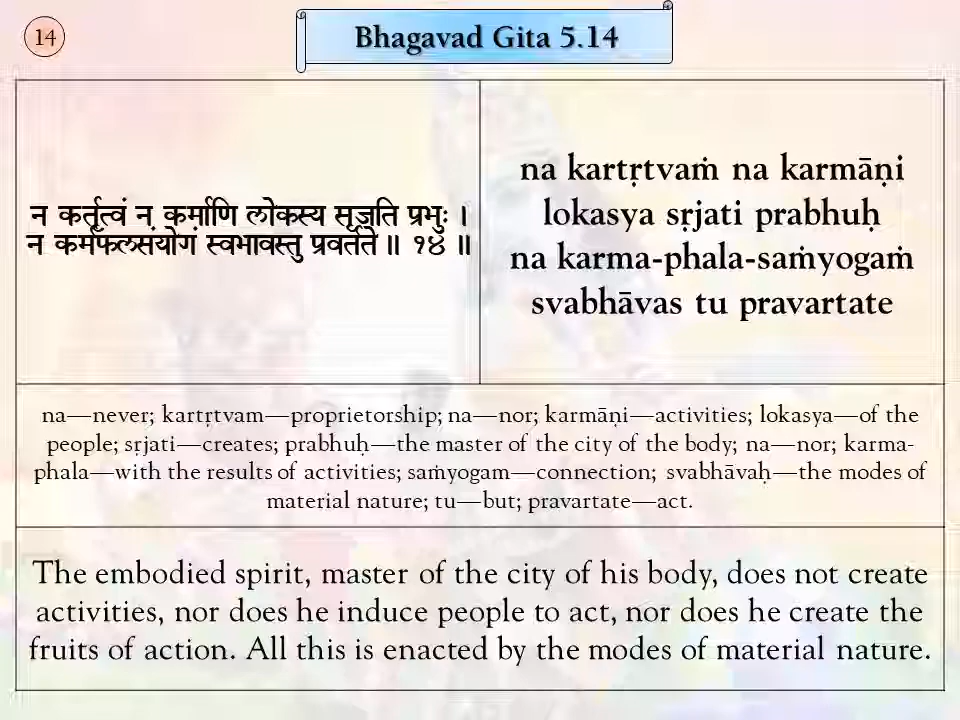 14
Bhagavad Gita 5.14
न कर्तृत्वं न कर्माणि लोकस्य सृजति प्रभुः ।
न कर्मफलसंयोगं स्वभावस्तु प्रवर्तते ॥ १४ ॥
na kartṛtvaṁ na karmāṇi
lokasya sṛjati prabhuḥ
na karma-phala-saṁyogaṁ
svabhāvas tu pravartate
na—never; kartṛtvam—proprietorship; na—nor; karmāṇi—activities; lokasya—of the
people; sṛjati—creates; prabhuḥ—the master of the city of the body; na—nor; karma-
phala—with the results of activities; saṁyogam—connection; svabhāvaḥ—the modes of
material nature; tu—but; pravartate—act.
The embodied spirit, master of the city of his body, does not create
activities, nor does he induce people to act, nor does he create the
fruits of action. All this is enacted by the modes of material nature.